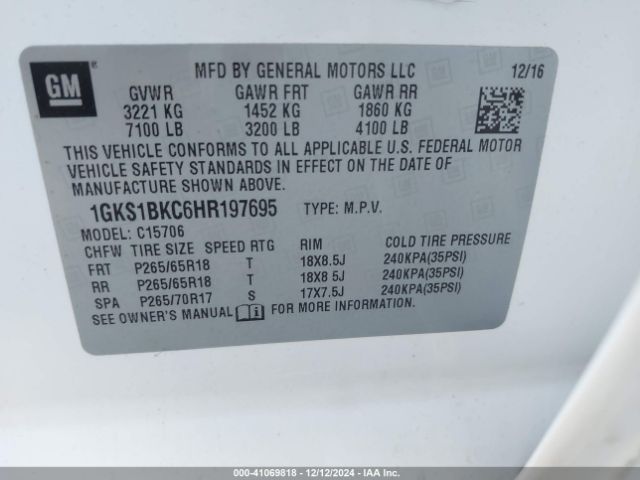 GM ®
MFD BY GENERAL MOTORS LLC 12/16
GVWR GAWR FRT GAWR RR
3221 KG 1452 KG 1860 KG
7100 LB 3200 LB 4100 LB
THIS VEHICLE CONFORMS TO ALL APPLICABLE U.S. FEDERAL MOTOR
VEHICLE SAFETY STANDARDS IN EFFECT ON THE DATE OF
MANUFACTURE SHOWN ABOVE.
1GKS1BKC6HR197695 TYPE: M.P.V.
MODEL: C15706
CHFW TIRE SIZE SPEED RTG RIM COLD TIRE PRESSURE
FRT P265/65R18 T 18X8.5J 240KPA(35PSI)
RR P265/65R18 T 18X8.5J 240KPA(35PSI)
SPA P265/70R17 S 17X7.5J 240KPA(35PSI)
SEE OWNER'S MANUAL FOR MORE INFORMATION.
000-41069818 - 12/12/2024 - IAAI.COM